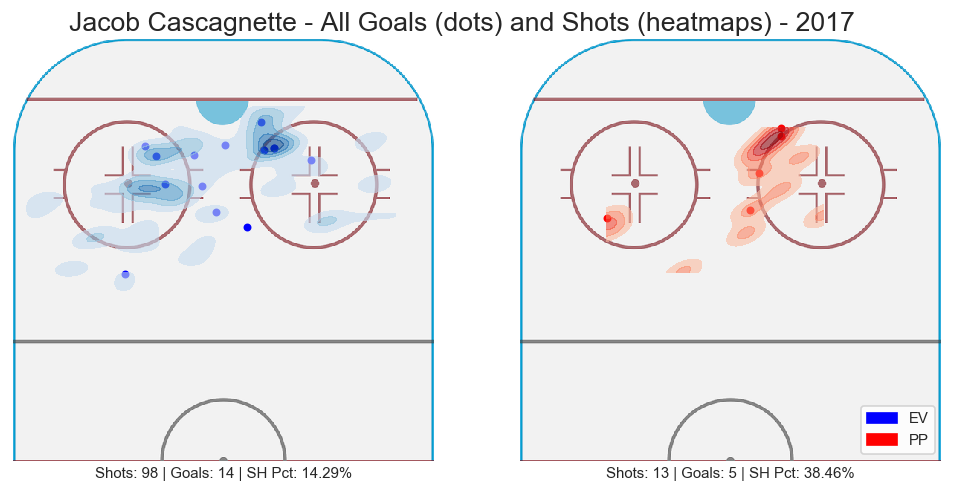 Jacob Cascagnette - All Goals (dots) and Shots (heatmaps) - 2017
EV
PP
Shots: 98 | Goals: 14 | SH Pct: 14.29%
Shots: 13 | Goals: 5 | SH Pct: 38.46%